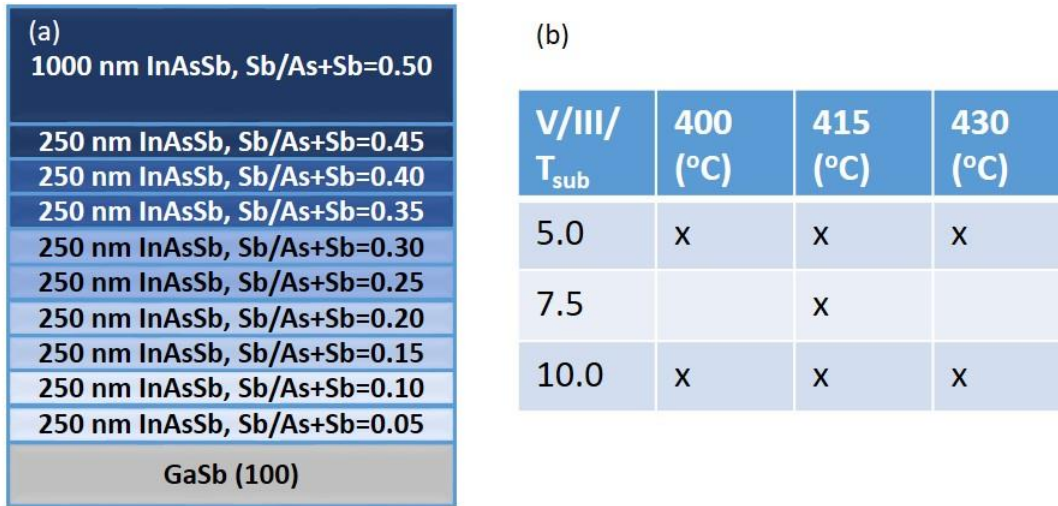 (a)
1000 nm InAsSb, Sb/As+Sb=0.50
250 nm InAsSb, Sb/As+Sb=0.45
250 nm InAsSb, Sb/As+Sb=0.40
250 nm InAsSb, Sb/As+Sb=0.35
250 nm InAsSb, Sb/As+Sb=0.30
250 nm InAsSb, Sb/As+Sb=0.25
250 nm InAsSb, Sb/As+Sb=0.20
250 nm InAsSb, Sb/As+Sb=0.15
250 nm InAsSb, Sb/As+Sb=0.10
250 nm InAsSb, Sb/As+Sb=0.05
GaSb (100)
(b)
V/III/ 400 415 430
Tsub (°C) (°C) (°C)
5.0 x x x
7.5 x
10.0 x x x